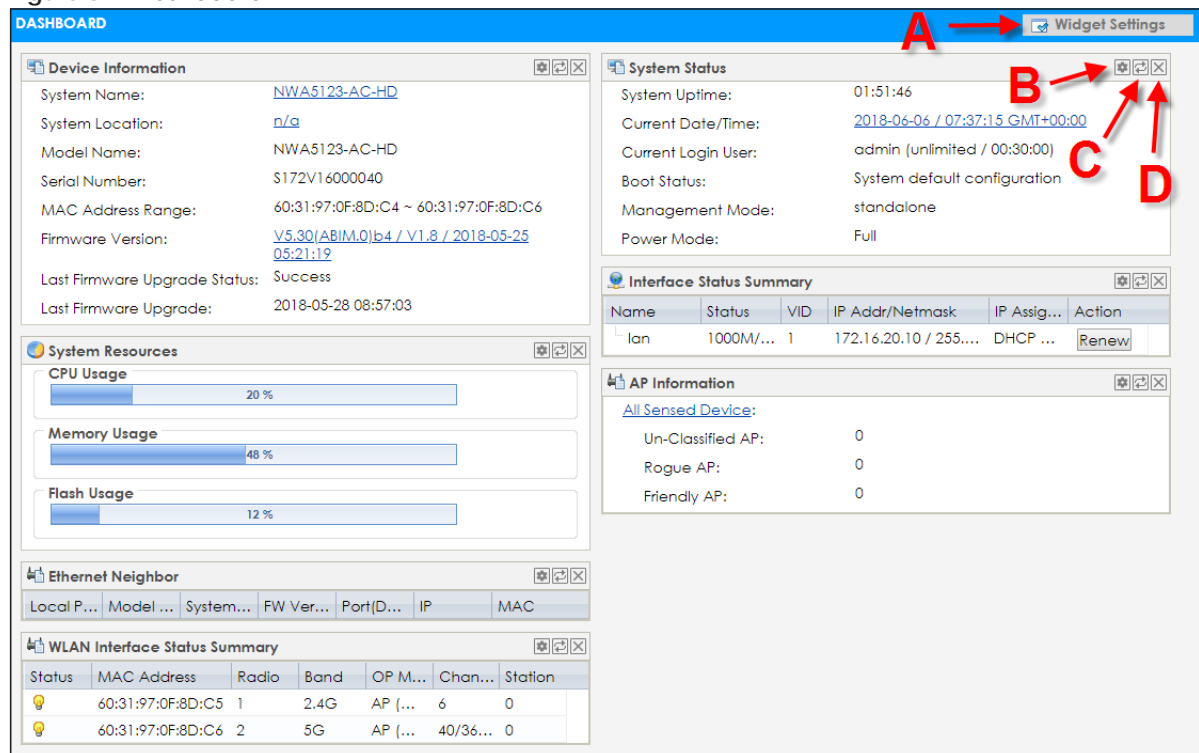 DASHBOARD
A
Widget Settings
Device Information
System Name: NWA5123-AC-HD
System Location: n/a
Model Name: NWA5123-AC-HD
Serial Number: S172V16000040
MAC Address Range: 60:31:97:0F:8D:C4 ~ 60:31:97:0F:8D:C6
Firmware Version: V5.30(ABIM.0)b4 / V1.8 / 2018-05-25
05:21:19
Last Firmware Upgrade Status: Success
Last Firmware Upgrade: 2018-05-28 08:57:03
System Resources
CPU Usage
20 %
Memory Usage
48 %
Flash Usage
12 %
Ethernet Neighbor
Local P... Model ... System... FW Ver... Port(D... IP MAC
WLAN Interface Status Summary
Status MAC Address Radio Band OP M... Chan... Station
60:31:97:0F:8D:C5 1 2.4G AP (... 6 0
60:31:97:0F:8D:C6 2 5G AP (... 40/36... 0
System Status
B
C
D
System Uptime: 01:51:46
Current Date/Time: 2018-06-06 / 07:37:15 GMT+00:00
Current Login User: admin (unlimited / 00:30:00)
Boot Status: System default configuration
Management Mode: standalone
Power Mode: Full
Interface Status Summary
Name Status VID IP Addr/Netmask IP Assig... Action
lan 1000M/... 1 172.16.20.10 / 255.... DHCP ... Renew
AP Information
All Sensed Device:
Un-Classified AP: 0
Rogue AP: 0
Friendly AP: 0